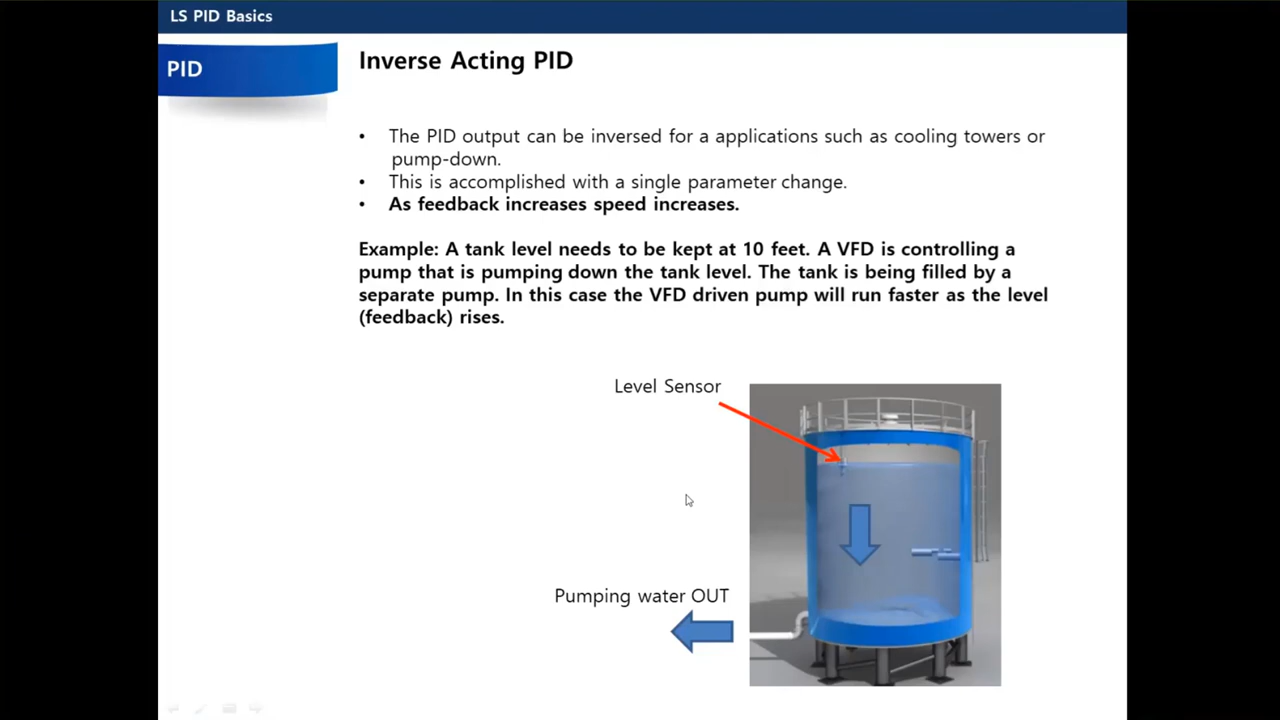 LS PID Basics
PID
Inverse Acting PID
• The PID output can be inversed for a applications such as cooling towers or
pump-down.
• This is accomplished with a single parameter change.
• As feedback increases speed increases.
Example: A tank level needs to be kept at 10 feet. A VFD is controlling a
pump that is pumping down the tank level. The tank is being filled by a
separate pump. In this case the VFD driven pump will run faster as the level
(feedback) rises.
Level Sensor
Pumping water OUT